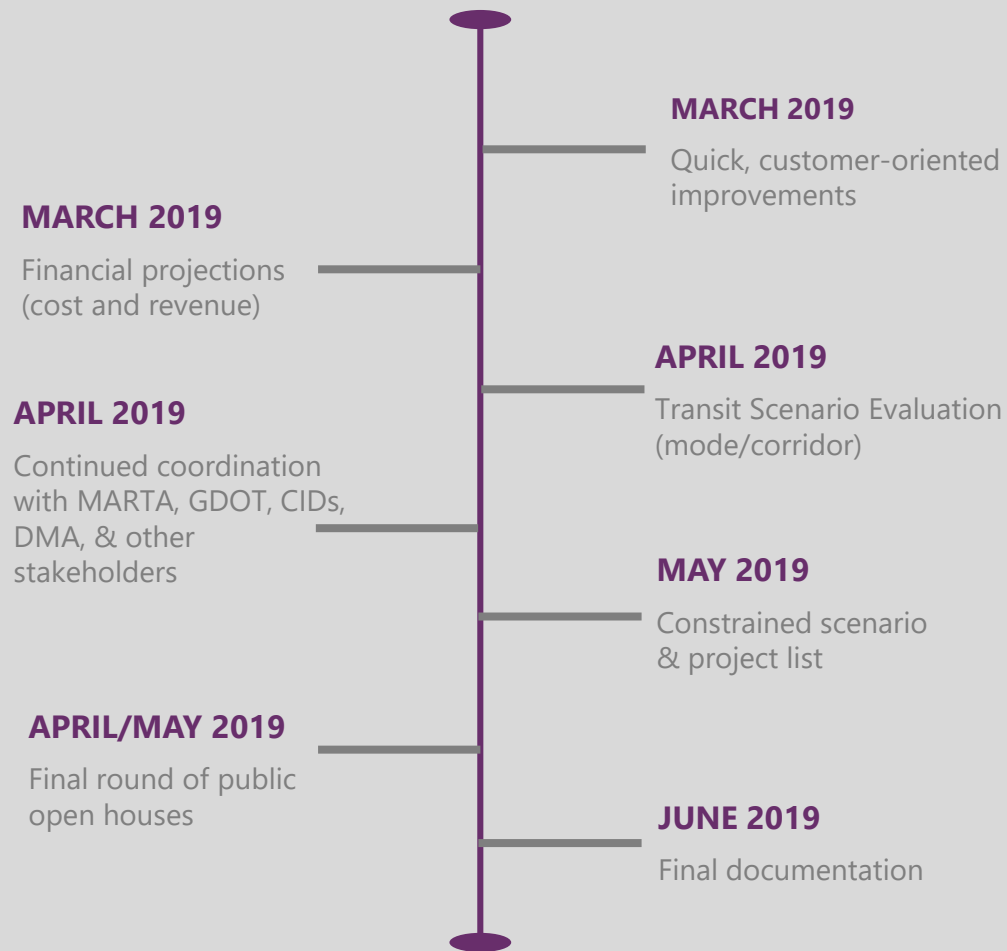 MARCH 2019
Quick, customer-oriented
improvements
MARCH 2019
Financial projections
(cost and revenue)
APRIL 2019
Transit Scenario Evaluation
(mode/corridor)
APRIL 2019
Continued coordination
with MARTA, GDOT, CIDs,
DMA, & other
stakeholders
MAY 2019
Constrained scenario
& project list
APRIL/MAY 2019
Final round of public
open houses
JUNE 2019
Final documentation